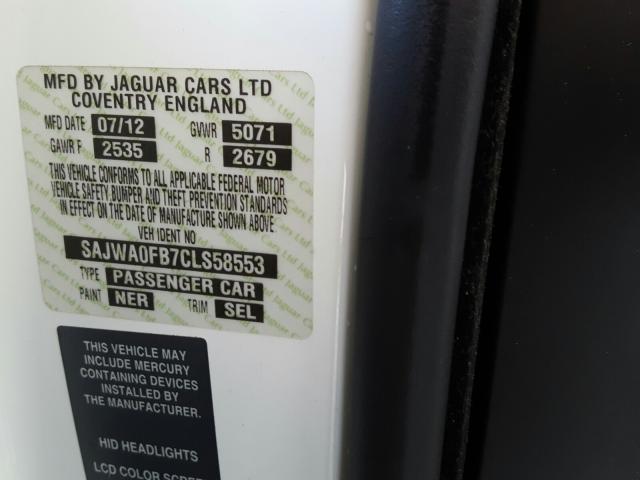 MFD BY JAGUAR CARS LTD
COVENTRY ENGLAND
MFD DATE 07/12 GVWR 5071
GAWR F 2535 R 2679
THIS VEHICLE CONFORMS TO ALL APPLICABLE FEDERAL MOTOR
VEHICLE SAFETY,BUMPER AND THEFT PREVENTION STANDARDS
IN EFFECT ON THE DATE OF MANUFACTURE SHOWN ABOVE
VEH IDENT NO
SAJWA0FB7CLS58553
TYPE PASSENGER CAR
PAINT NER TRIM SEL
THIS VEHICLE MAY
INCLUDE MERCURY
CONTAINING DEVICES
INSTALLED BY
THE MANUFACTURER.
HID HEADLIGHTS
LCD COLOR